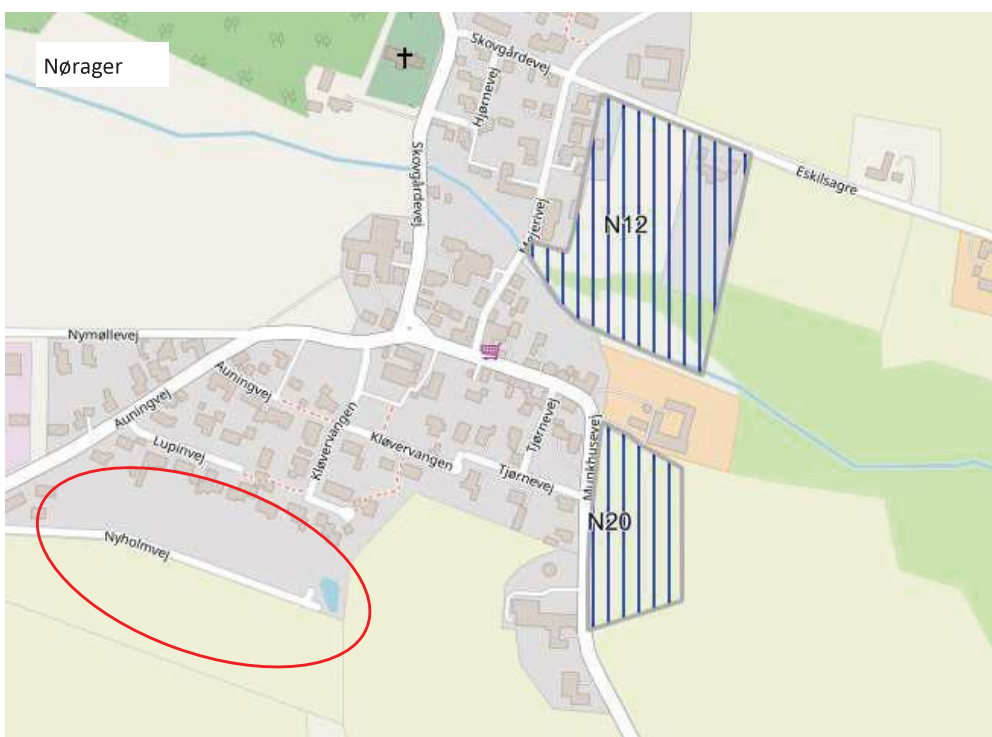 Nørager
Skovgårdevej
Hjørnevej
Skovgårdevej
Mejerivej
Eskilsagre
N12
Nymøllevej
Auningvej
Auningvej
Kløvervangen
Lupinvej
Kløvervangen
Tjørnevej
Tjørnevej
Munkhusevej
N20
Nyholmvej